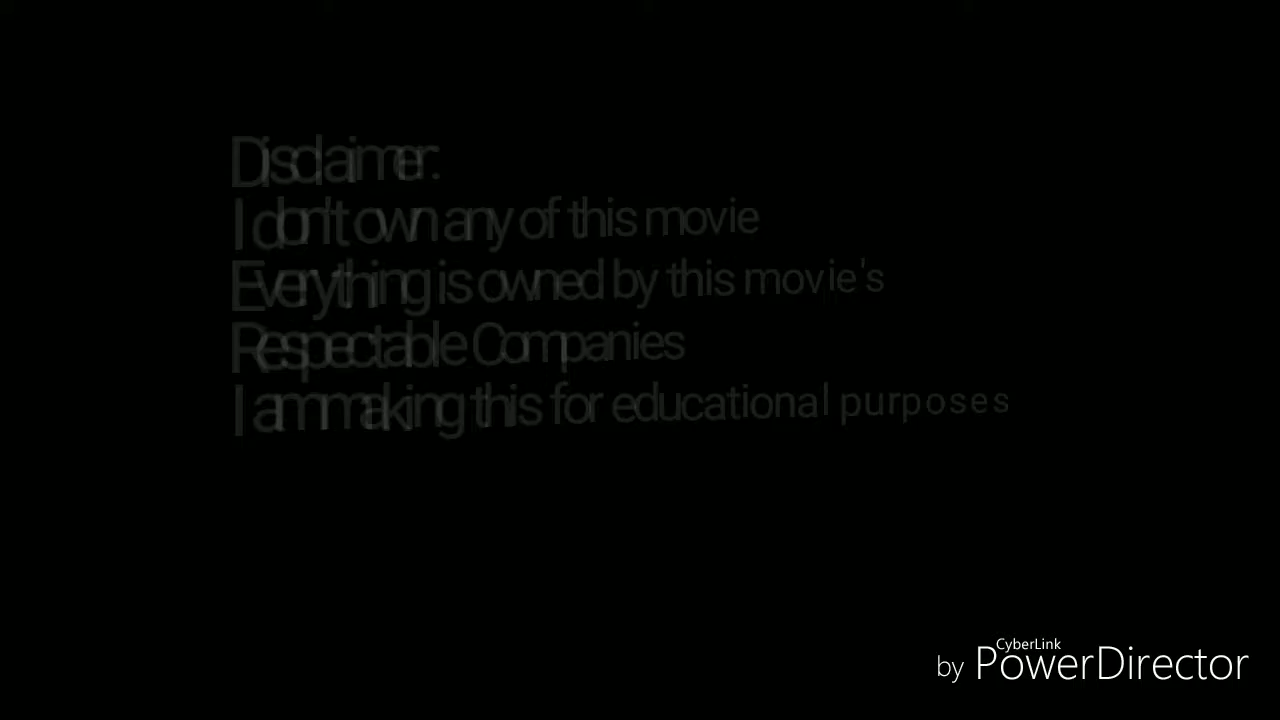 Disclaimer:
I don't own any of this movie
Everything is owned by this movie's
Respectable Companies
I am making this for educational purposes
CyberLink
by PowerDirector